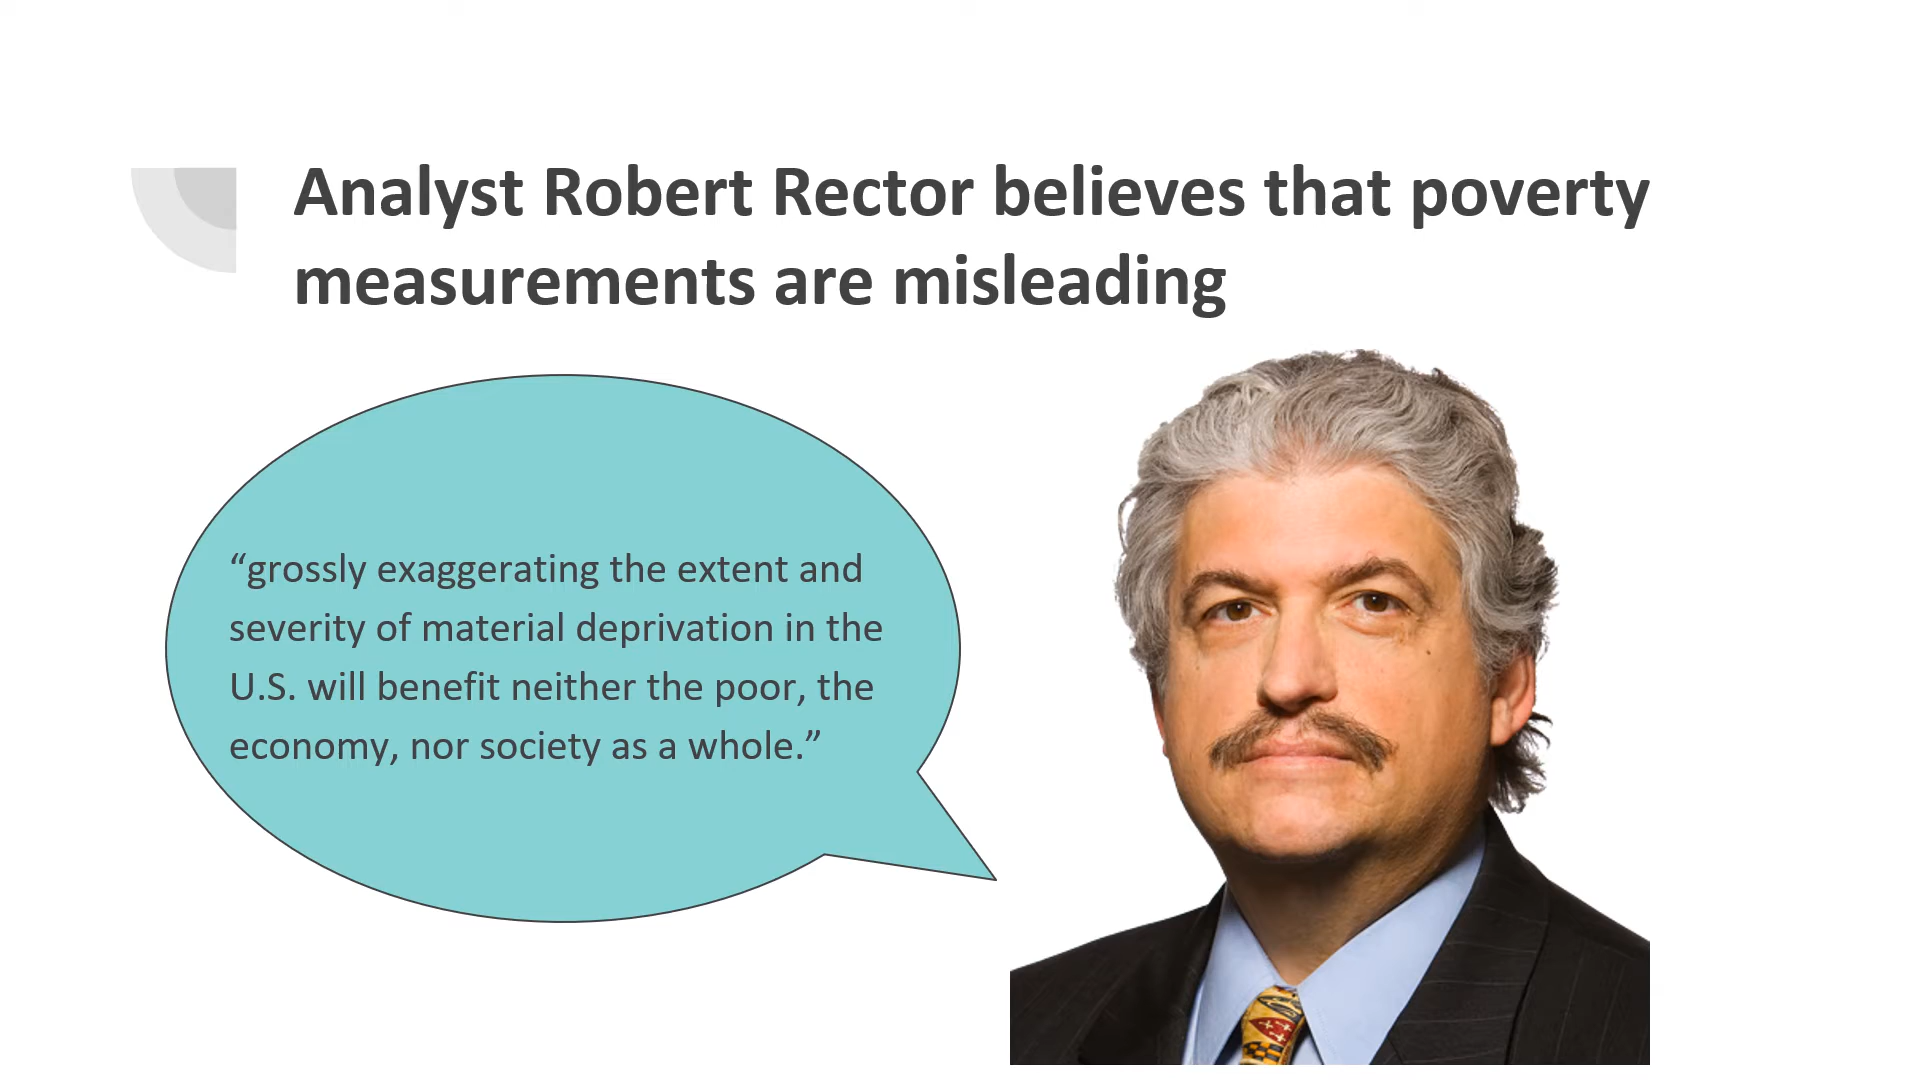 Analyst Robert Rector believes that poverty
measurements are misleading
“grossly exaggerating the extent and
severity of material deprivation in the
U.S. will benefit neither the poor, the
economy, nor society as a whole.”